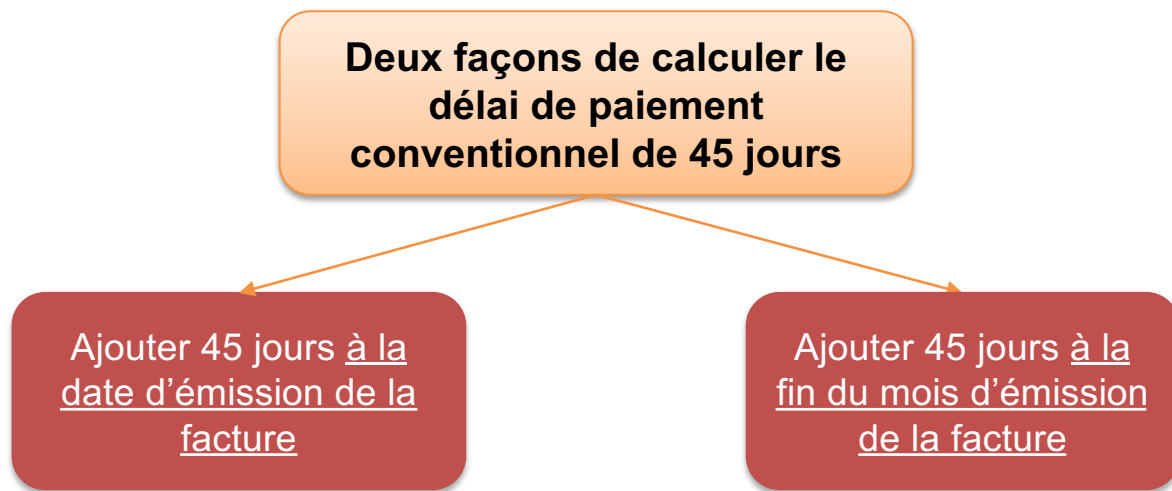 Deux façons de calculer le
délai de paiement
conventionnel de 45 jours
Ajouter 45 jours à la
date d’émission de la
facture
Ajouter 45 jours à la
fin du mois d’émission
de la facture